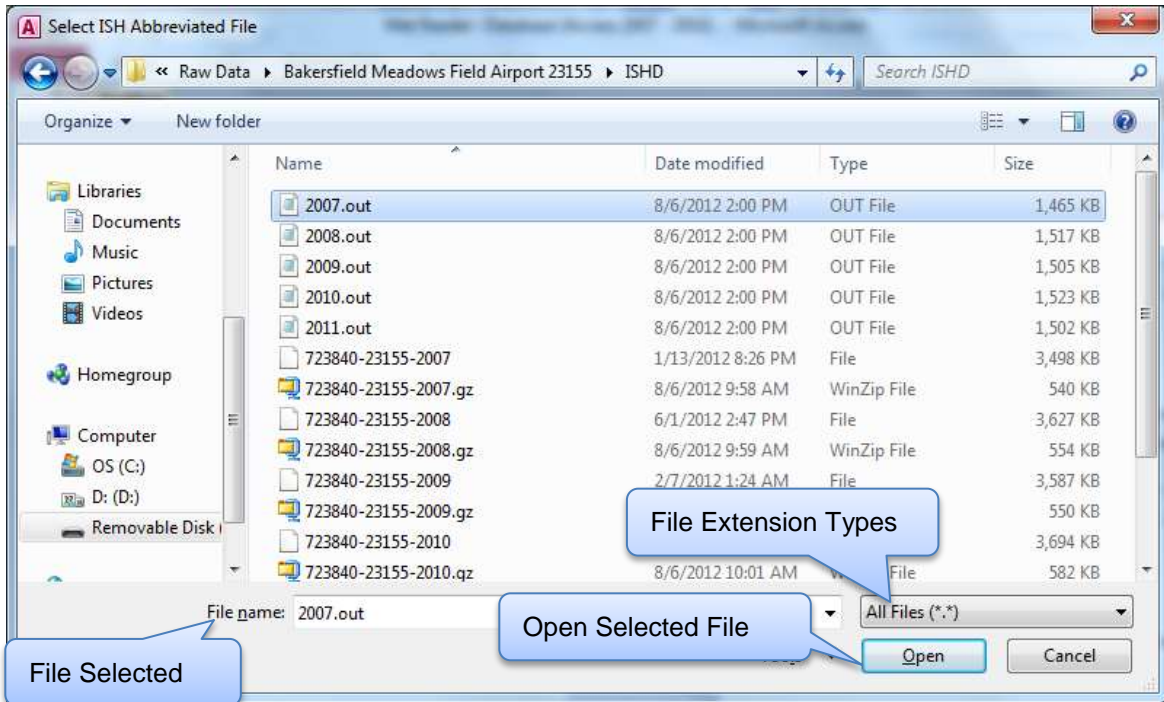 Select ISH Abbreviated File
« Raw Data ▸ Bakersfield Meadows Field Airport 23155 ▸ ISHD
Search ISHD
Organize ▾ New folder
Name Date modified Type Size
Libraries
Documents
Music
Pictures
Videos
Homegroup
Computer
OS (C:)
D: (D:)
Removable Disk (
2007.out 8/6/2012 2:00 PM OUT File 1,465 KB
2008.out 8/6/2012 2:00 PM OUT File 1,517 KB
2009.out 8/6/2012 2:00 PM OUT File 1,505 KB
2010.out 8/6/2012 2:00 PM OUT File 1,523 KB
2011.out 8/6/2012 2:00 PM OUT File 1,502 KB
723840-23155-2007 1/13/2012 8:26 PM File 3,498 KB
723840-23155-2007.gz 8/6/2012 9:58 AM WinZip File 540 KB
723840-23155-2008 6/1/2012 2:47 PM File 3,627 KB
723840-23155-2008.gz 8/6/2012 9:59 AM WinZip File 554 KB
723840-23155-2009 2/7/2012 1:24 AM File 3,587 KB
723840-23155-2009.gz 550 KB
723840-23155-2010 3,694 KB
723840-23155-2010.gz 8/6/2012 10:01 AM File 582 KB
File Extension Types
File name: 2007.out
All Files (*.*)
Open Selected File
Open Cancel
File Selected